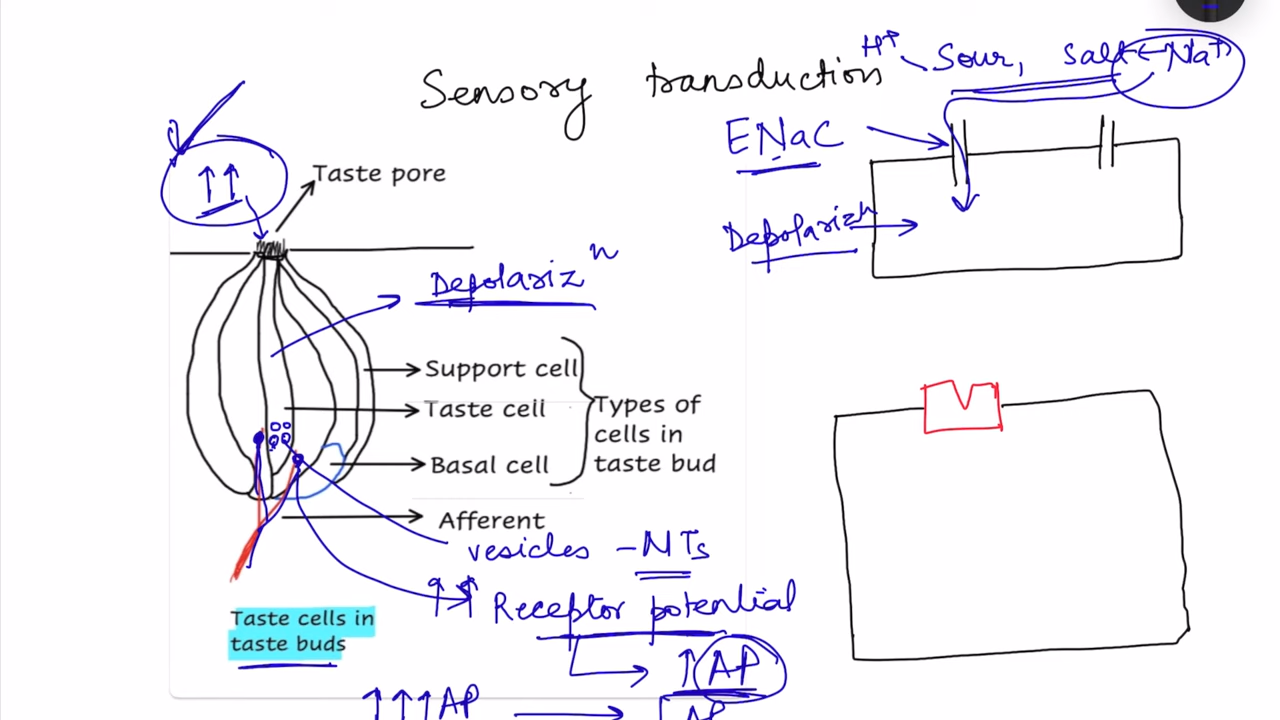 Sensory transduction
H⁺ Sour, Salt ← Na⁺
ENaC
Depolarizⁿ
↑↑
Taste pore
Depolarizⁿ
Support cell
Taste cell
Basal cell
Types of
cells in
taste bud
Afferent
vesicles - NTs
↑↑ Receptor potential
↑ AP
Taste cells in
taste buds
↑↑↑ AP →